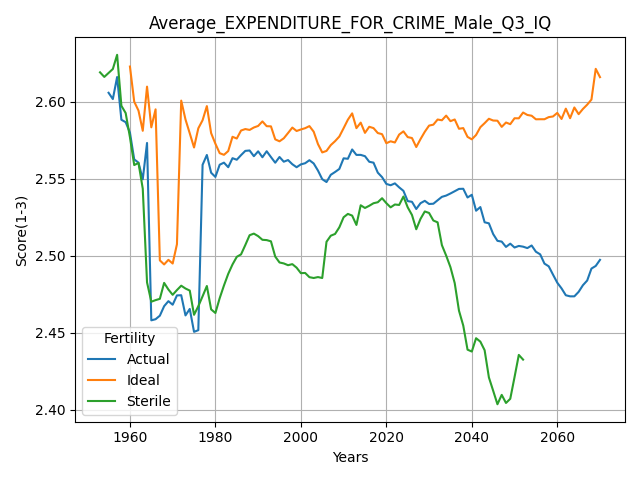 Average_EXPENDITURE_FOR_CRIME_Male_Q3_IQ
Score(1-3)
2.60
2.55
2.50
2.45
2.40
Fertility
Actual
Ideal
Sterile
1960 1980 2000 2020 2040 2060
Years